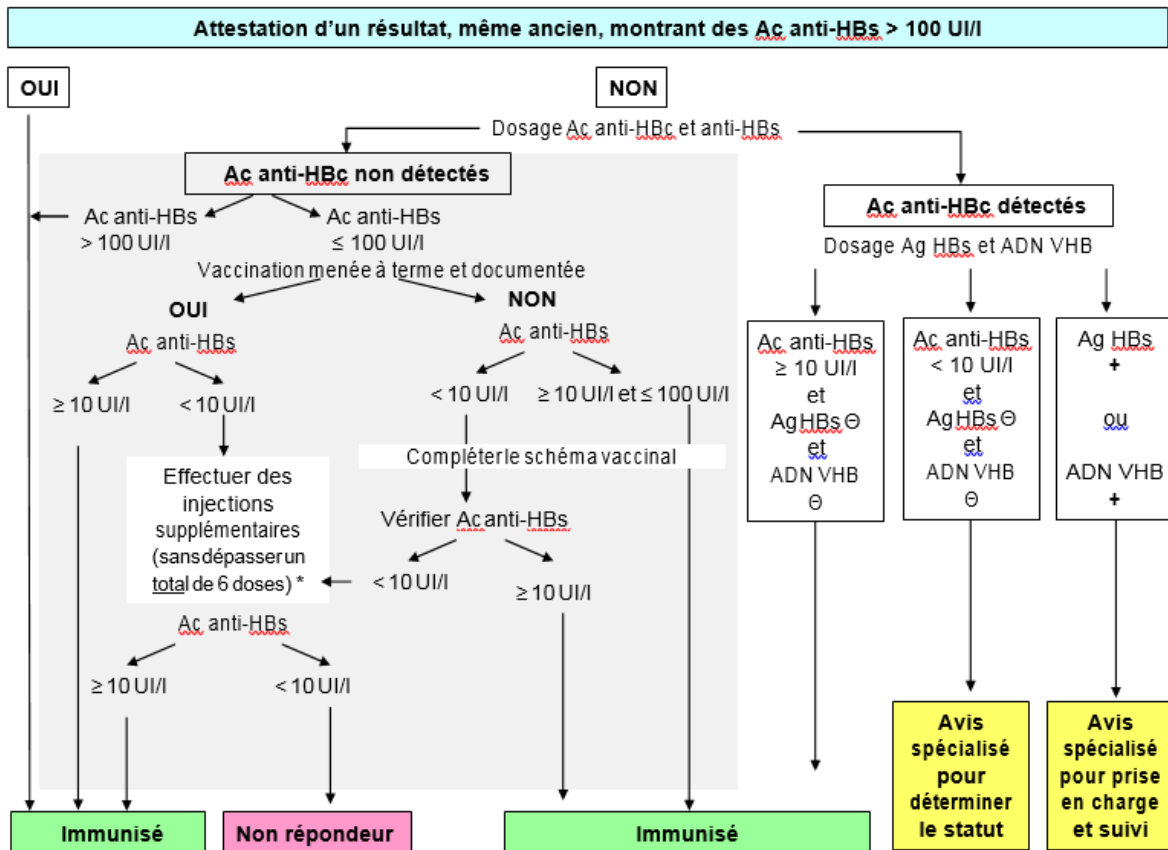 Attestation d’un résultat, même ancien, montrant des Ac anti-HBs > 100 UI/l
OUI
NON
Dosage Ac anti-HBc et anti-HBs
Ac anti-HBc non détectés
Ac anti-HBs
> 100 UI/l
Ac anti-HBs
≤ 100 UI/l
Vaccination menée à terme et documentée
OUI
Ac anti-HBs
≥ 10 UI/l
< 10 UI/l
NON
Ac anti-HBs
< 10 UI/l
≥ 10 UI/l et ≤ 100 UI/l
Compléter le schéma vaccinal
Vérifier Ac anti-HBs
< 10 UI/l
≥ 10 UI/l
Effectuer des
injections
supplémentaires
(sans dépasser un
total de 6 doses) *
Ac anti-HBs
≥ 10 UI/l
< 10 UI/l
Ac anti-HBc détectés
Dosage Ag HBs et ADN VHB
Ac anti-HBs
≥ 10 UI/l
et
Ag HBs Θ
et
ADN VHB
Θ
Ac anti-HBs
< 10 UI/l
et
Ag HBs Θ
et
ADN VHB
Θ
Ag HBs
+
ou
ADN VHB
+
Immunisé
Non répondeur
Immunisé
Avis
spécialisé
pour
déterminer
le statut
Avis
spécialisé
pour prise
en charge
et suivi